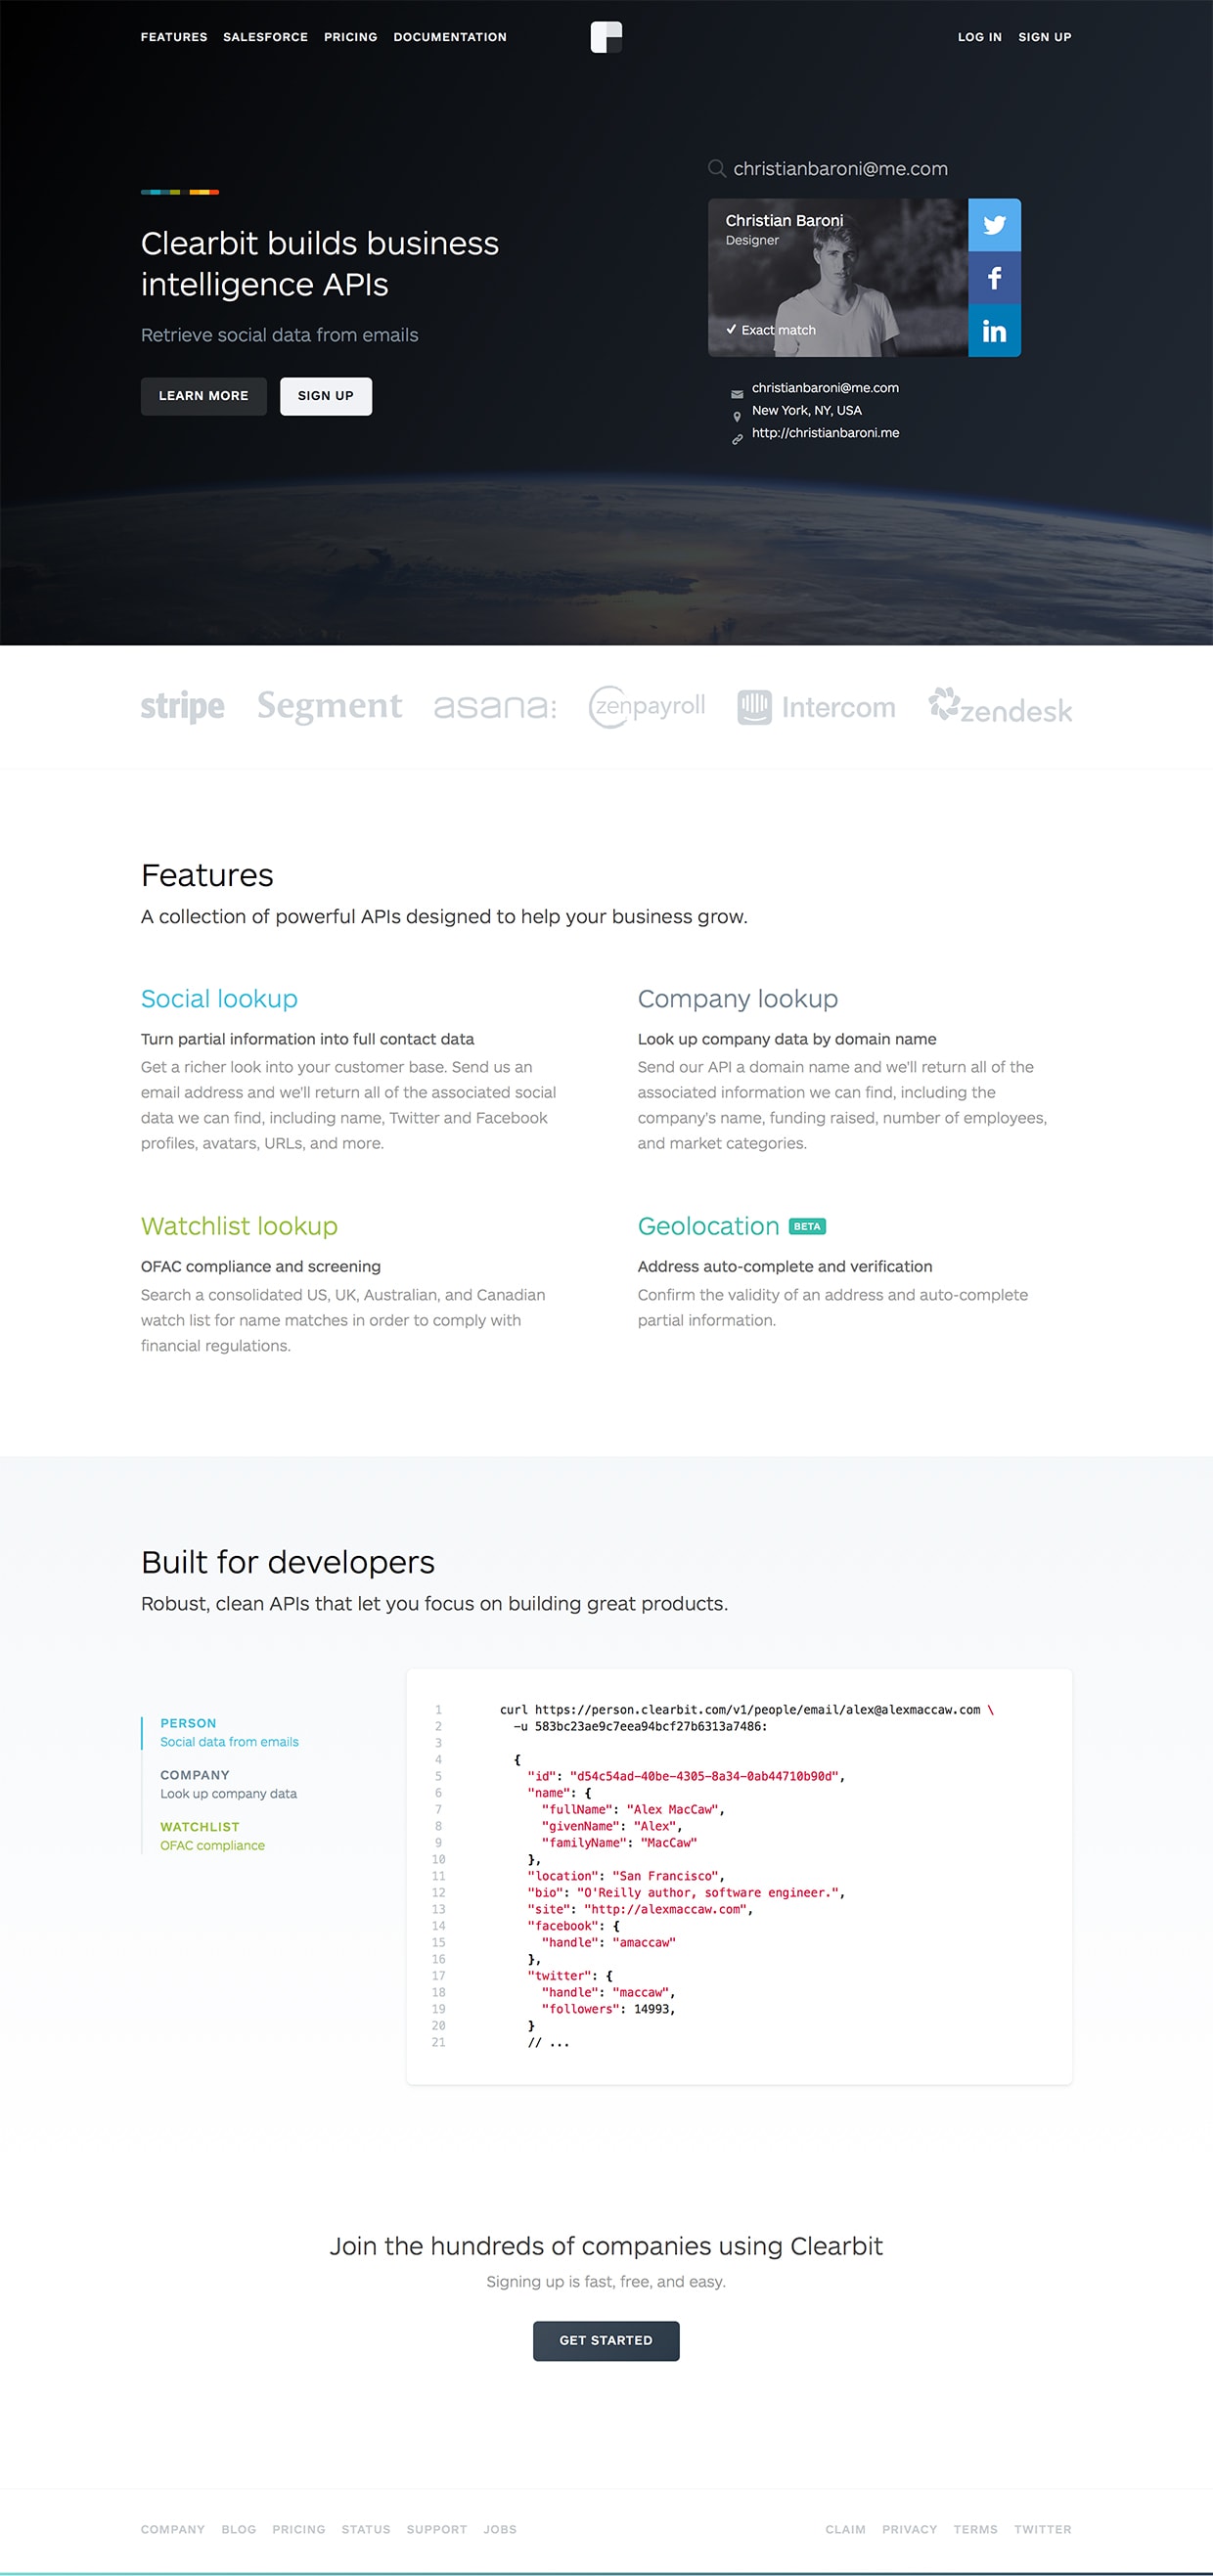 FEATURES SALESFORCE PRICING DOCUMENTATION
LOG IN SIGN UP
Clearbit builds business
intelligence APIs
Retrieve social data from emails
LEARN MORE SIGN UP
christianbaroni@me.com
Christian Baroni
Designer
Exact match
christianbaroni@me.com
New York, NY, USA
http://christianbaroni.me
stripe Segment asana: zenpayroll Intercom zendesk
Features
A collection of powerful APIs designed to help your business grow.
Social lookup
Turn partial information into full contact data
Get a richer look into your customer base. Send us an
email address and we'll return all of the associated social
data we can find, including name, Twitter and Facebook
profiles, avatars, URLs, and more.
Company lookup
Look up company data by domain name
Send our API a domain name and we'll return all of the
associated information we can find, including the
company's name, funding raised, number of employees,
and market categories.
Watchlist lookup
OFAC compliance and screening
Search a consolidated US, UK, Australian, and Canadian
watch list for name matches in order to comply with
financial regulations.
Geolocation BETA
Address auto-complete and verification
Confirm the validity of an address and auto-complete
partial information.
Built for developers
Robust, clean APIs that let you focus on building great products.
PERSON
Social data from emails
COMPANY
Look up company data
WATCHLIST
OFAC compliance
1 curl https://person.clearbit.com/v1/people/email/alex@alexmaccaw.com \
2 -u 583bc23ae9c7eea94bcf27b6313a7486:
3
4 {
5 "id": "d54c54ad-40be-4305-8a34-0ab44710b90d",
6 "name": {
7 "fullName": "Alex MacCaw",
8 "givenName": "Alex",
9 "familyName": "MacCaw"
10 },
11 "location": "San Francisco",
12 "bio": "O'Reilly author, software engineer.",
13 "site": "http://alexmaccaw.com",
14 "facebook": {
15 "handle": "amaccaw"
16 },
17 "twitter": {
18 "handle": "maccaw",
19 "followers": 14993,
20 }
21 // ...
Join the hundreds of companies using Clearbit
Signing up is fast, free, and easy.
GET STARTED
COMPANY BLOG PRICING STATUS SUPPORT JOBS
CLAIM PRIVACY TERMS TWITTER